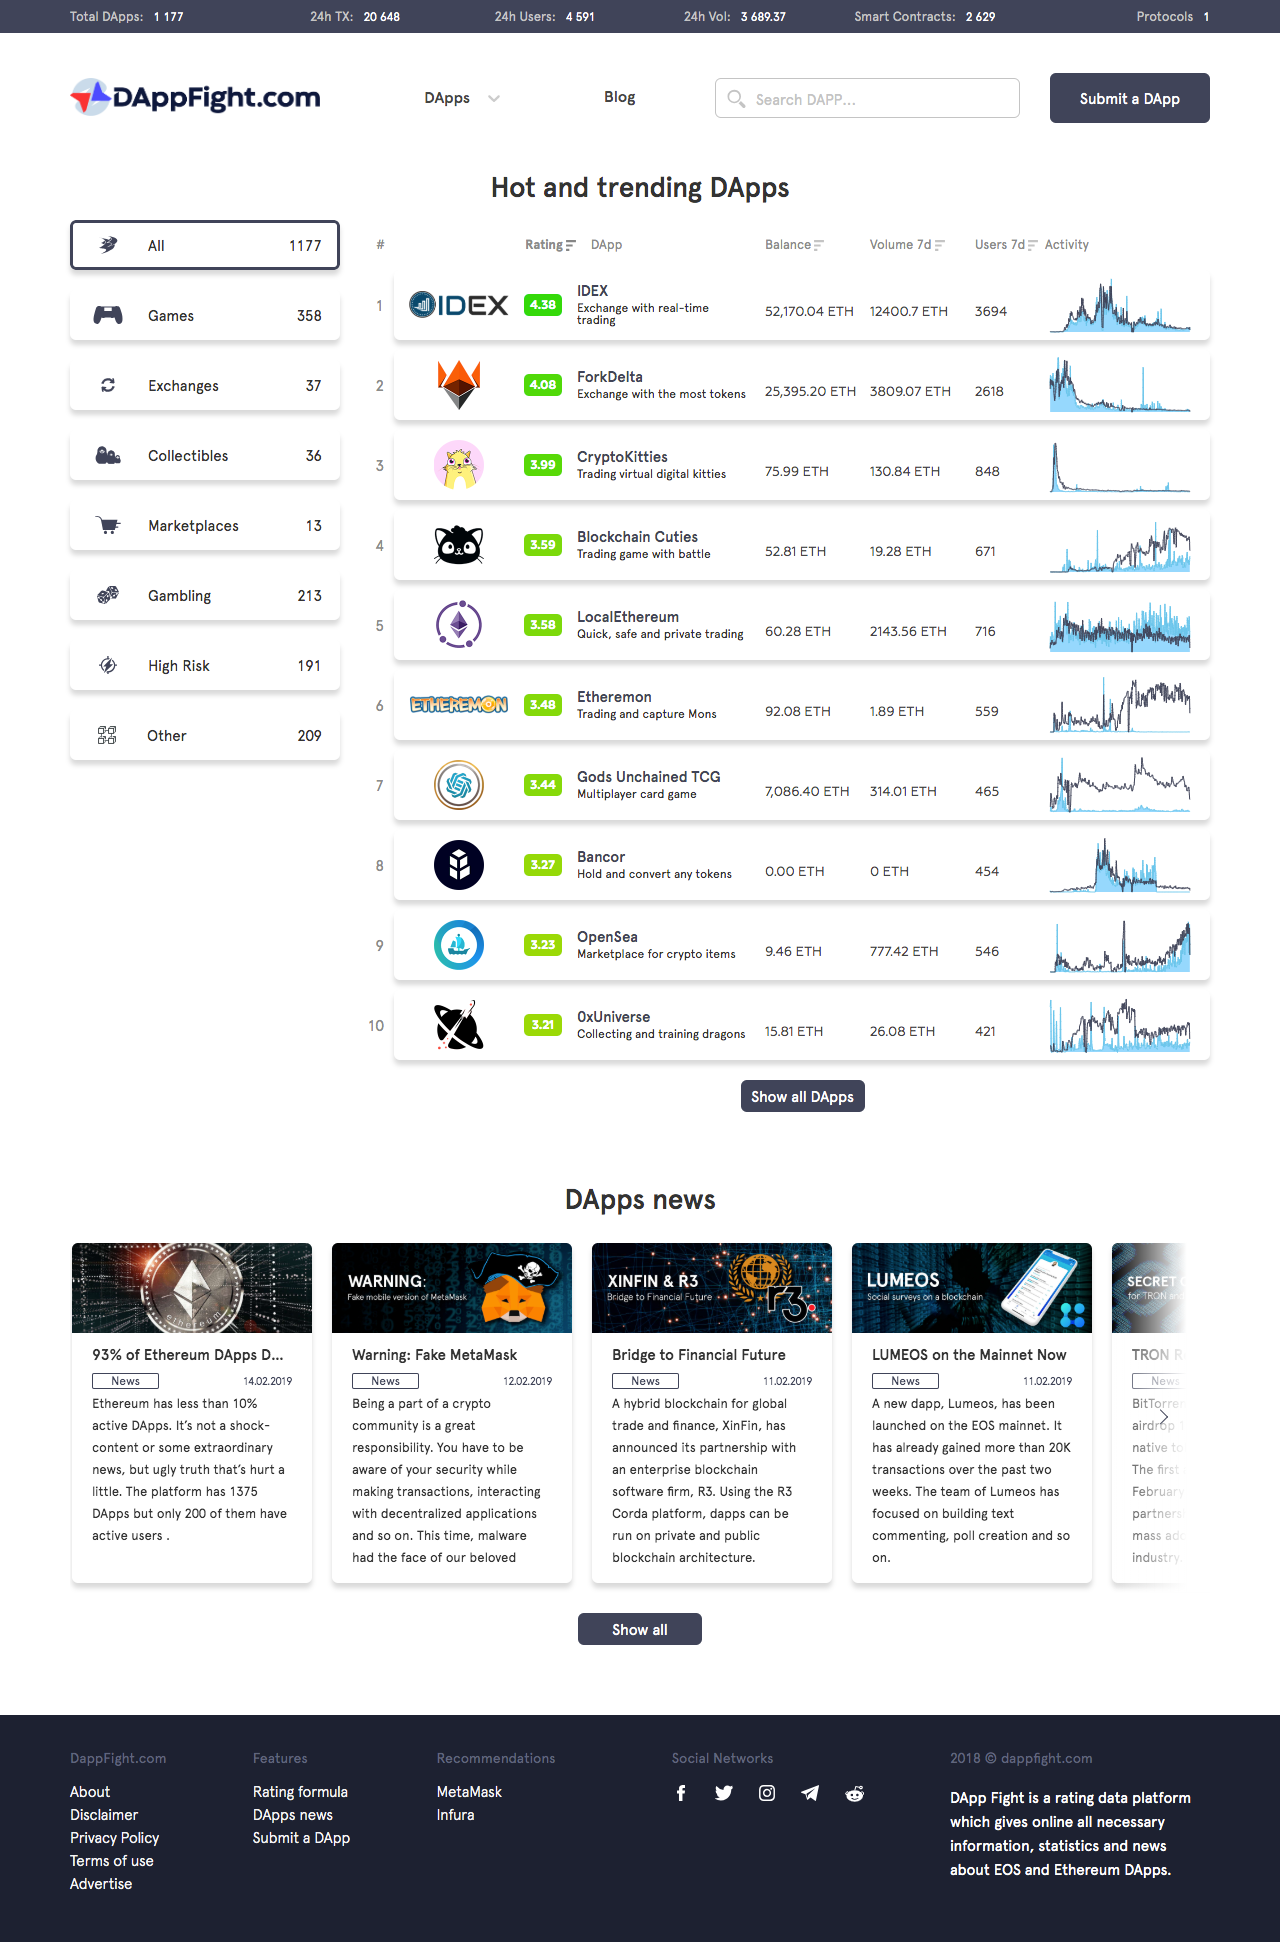 Total DApps: 1 177 24h TX: 20 648 24h Users: 4 591 24h Vol: 3 689.37 Smart Contracts: 2 629 Protocols 1
DAppFight.com DApps Blog Search DAPP... Submit a DApp
Hot and trending DApps
All 1177
Games 358
Exchanges 37
Collectibles 36
Marketplaces 13
Gambling 213
High Risk 191
Other 209
# Rating DApp Balance Volume 7d Users 7d Activity
1 IDEX 4.38 IDEX 52,170.04 ETH 12400.7 ETH 3694
Exchange with real-time
trading
2 4.08 ForkDelta 25,395.20 ETH 3809.07 ETH 2618
Exchange with the most tokens
3 3.99 CryptoKitties 75.99 ETH 130.84 ETH 848
Trading virtual digital kitties
4 3.59 Blockchain Cuties 52.81 ETH 19.28 ETH 671
Trading game with battle
5 3.58 LocalEthereum 60.28 ETH 2143.56 ETH 716
Quick, safe and private trading
6 ETHEREMON 3.48 Etheremon 92.08 ETH 1.89 ETH 559
Trading and capture Mons
7 3.44 Gods Unchained TCG 7,086.40 ETH 314.01 ETH 465
Multiplayer card game
8 3.27 Bancor 0.00 ETH 0 ETH 454
Hold and convert any tokens
9 3.23 OpenSea 9.46 ETH 777.42 ETH 546
Marketplace for crypto items
10 3.21 0xUniverse 15.81 ETH 26.08 ETH 421
Collecting and training dragons
Show all DApps
DApps news
ethereum
93% of Ethereum DApps D...
News 14.02.2019
Ethereum has less than 10%
active DApps. It's not a shock-
content or some extraordinary
news, but ugly truth that's hurt a
little. The platform has 1375
DApps but only 200 of them have
active users .
WARNING:
Fake mobile version of MetaMask
Warning: Fake MetaMask
News 12.02.2019
Being a part of a crypto
community is a great
responsibility. You have to be
aware of your security while
making transactions, interacting
with decentralized applications
and so on. This time, malware
had the face of our beloved
XINFIN & R3
Bridge to Financial Future
r3.
Bridge to Financial Future
News 11.02.2019
A hybrid blockchain for global
trade and finance, XinFin, has
announced its partnership with
an enterprise blockchain
software firm, R3. Using the R3
Corda platform, dapps can be
run on private and public
blockchain architecture.
LUMEOS
Social surveys on a blockchain
LUMEOS on the Mainnet Now
News 11.02.2019
A new dapp, Lumeos, has been
launched on the EOS mainnet. It
has already gained more than 20K
transactions over the past two
weeks. The team of Lumeos has
focused on building text
commenting, poll creation and so
on.
SECRET
for TRON and
TRON
News
BitTorren
airdrop
native to
The first
February
partners
mass ad
industry.
Show all
DappFight.com
About
Disclaimer
Privacy Policy
Terms of use
Advertise
Features
Rating formula
DApps news
Submit a DApp
Recommendations
MetaMask
Infura
Social Networks
2018 © dappfight.com
DApp Fight is a rating data platform
which gives online all necessary
information, statistics and news
about EOS and Ethereum DApps.